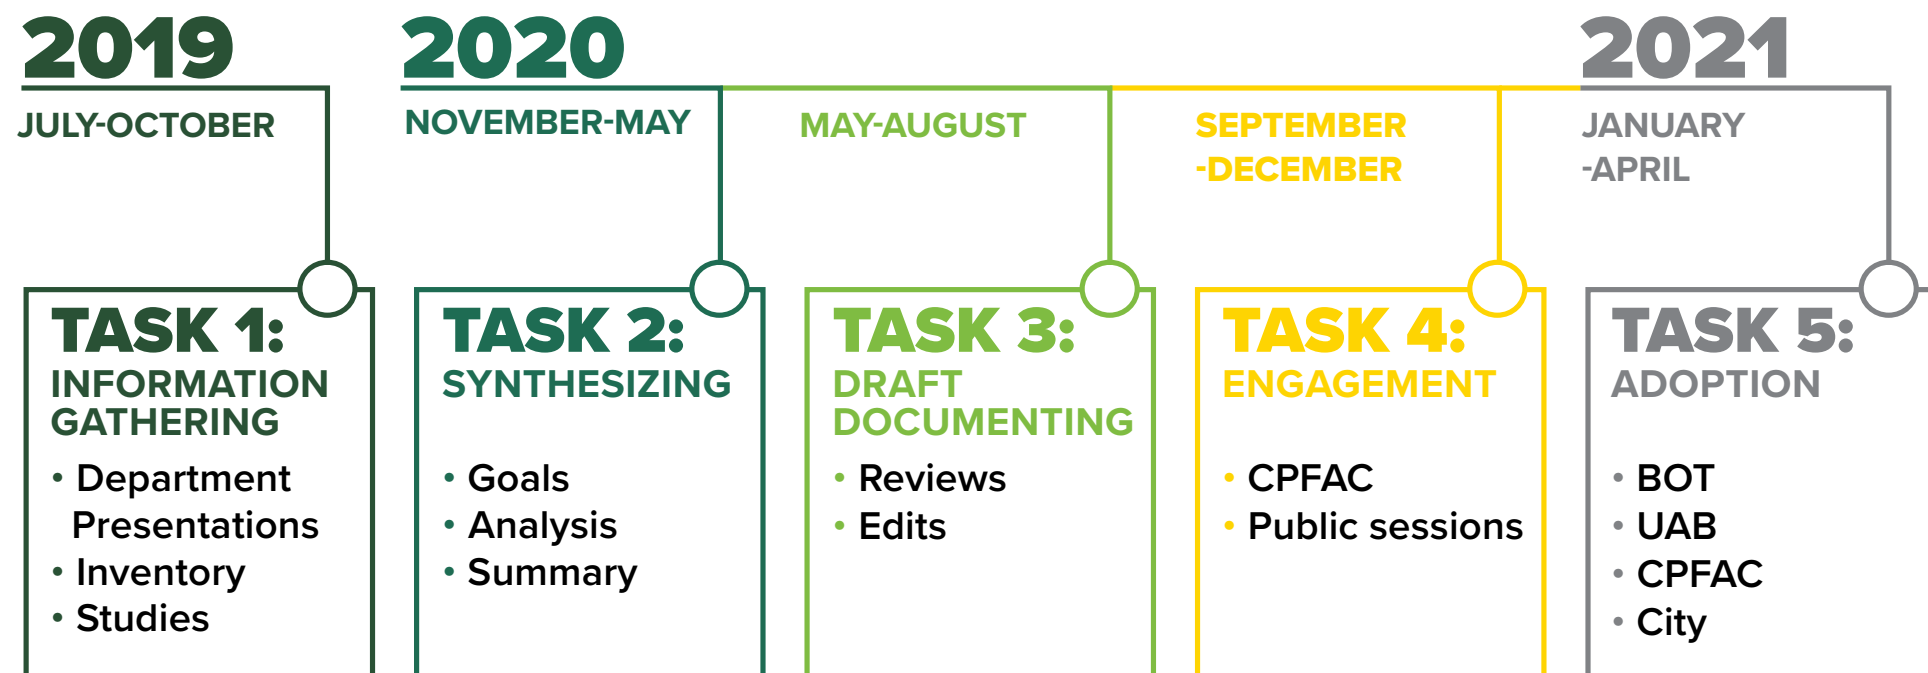 2019
JULY-OCTOBER
TASK 1:
INFORMATION
GATHERING
• Department
Presentations
• Inventory
• Studies
2020
NOVEMBER-MAY
TASK 2:
SYNTHESIZING
• Goals
• Analysis
• Summary
MAY-AUGUST
TASK 3:
DRAFT
DOCUMENTING
• Reviews
• Edits
SEPTEMBER
-DECEMBER
TASK 4:
ENGAGEMENT
• CPFAC
• Public sessions
2021
JANUARY
-APRIL
TASK 5:
ADOPTION
• BOT
• UAB
• CPFAC
• City